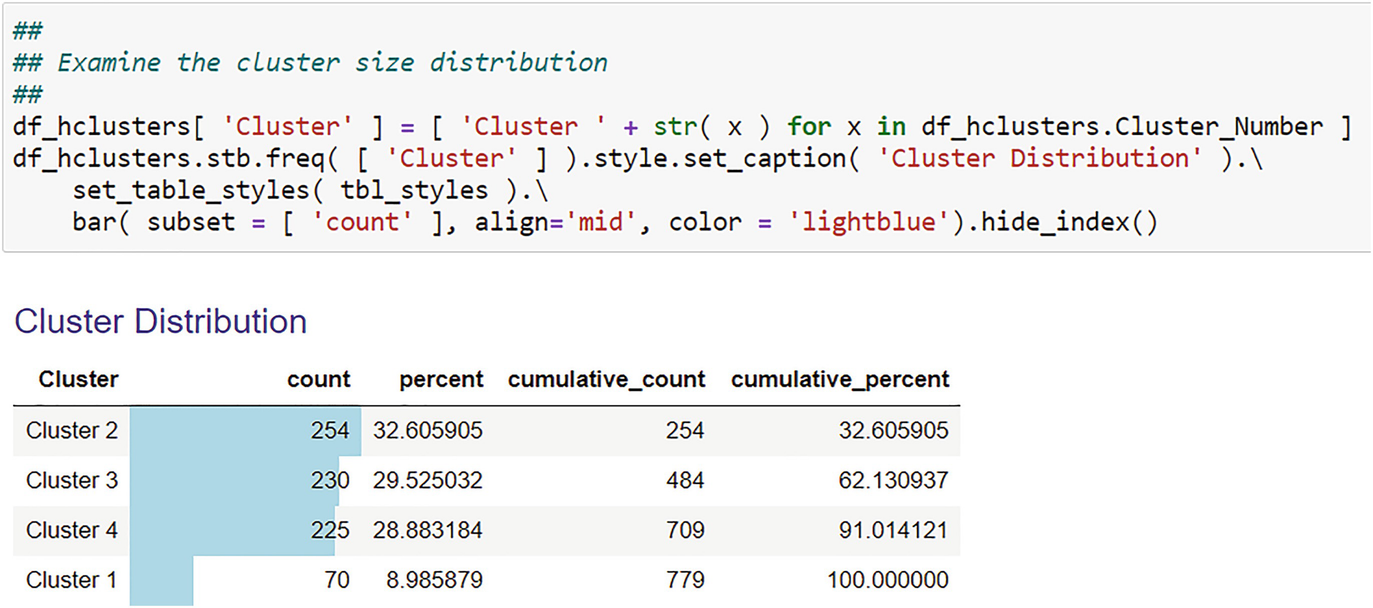 ##
## Examine the cluster size distribution
##
df_hclusters[ 'Cluster' ] = [ 'Cluster ' + str( x ) for x in df_hclusters.Cluster_Number ]
df_hclusters.stb.freq( [ 'Cluster' ] ).style.set_caption( 'Cluster Distribution' ).\
    set_table_styles( tbl_styles ).\
    bar( subset = [ 'count' ], align='mid', color = 'lightblue').hide_index()
Cluster Distribution
Cluster count percent cumulative_count cumulative_percent
Cluster 2 254 32.605905 254 32.605905
Cluster 3 230 29.525032 484 62.130937
Cluster 4 225 28.883184 709 91.014121
Cluster 1 70 8.985879 779 100.000000